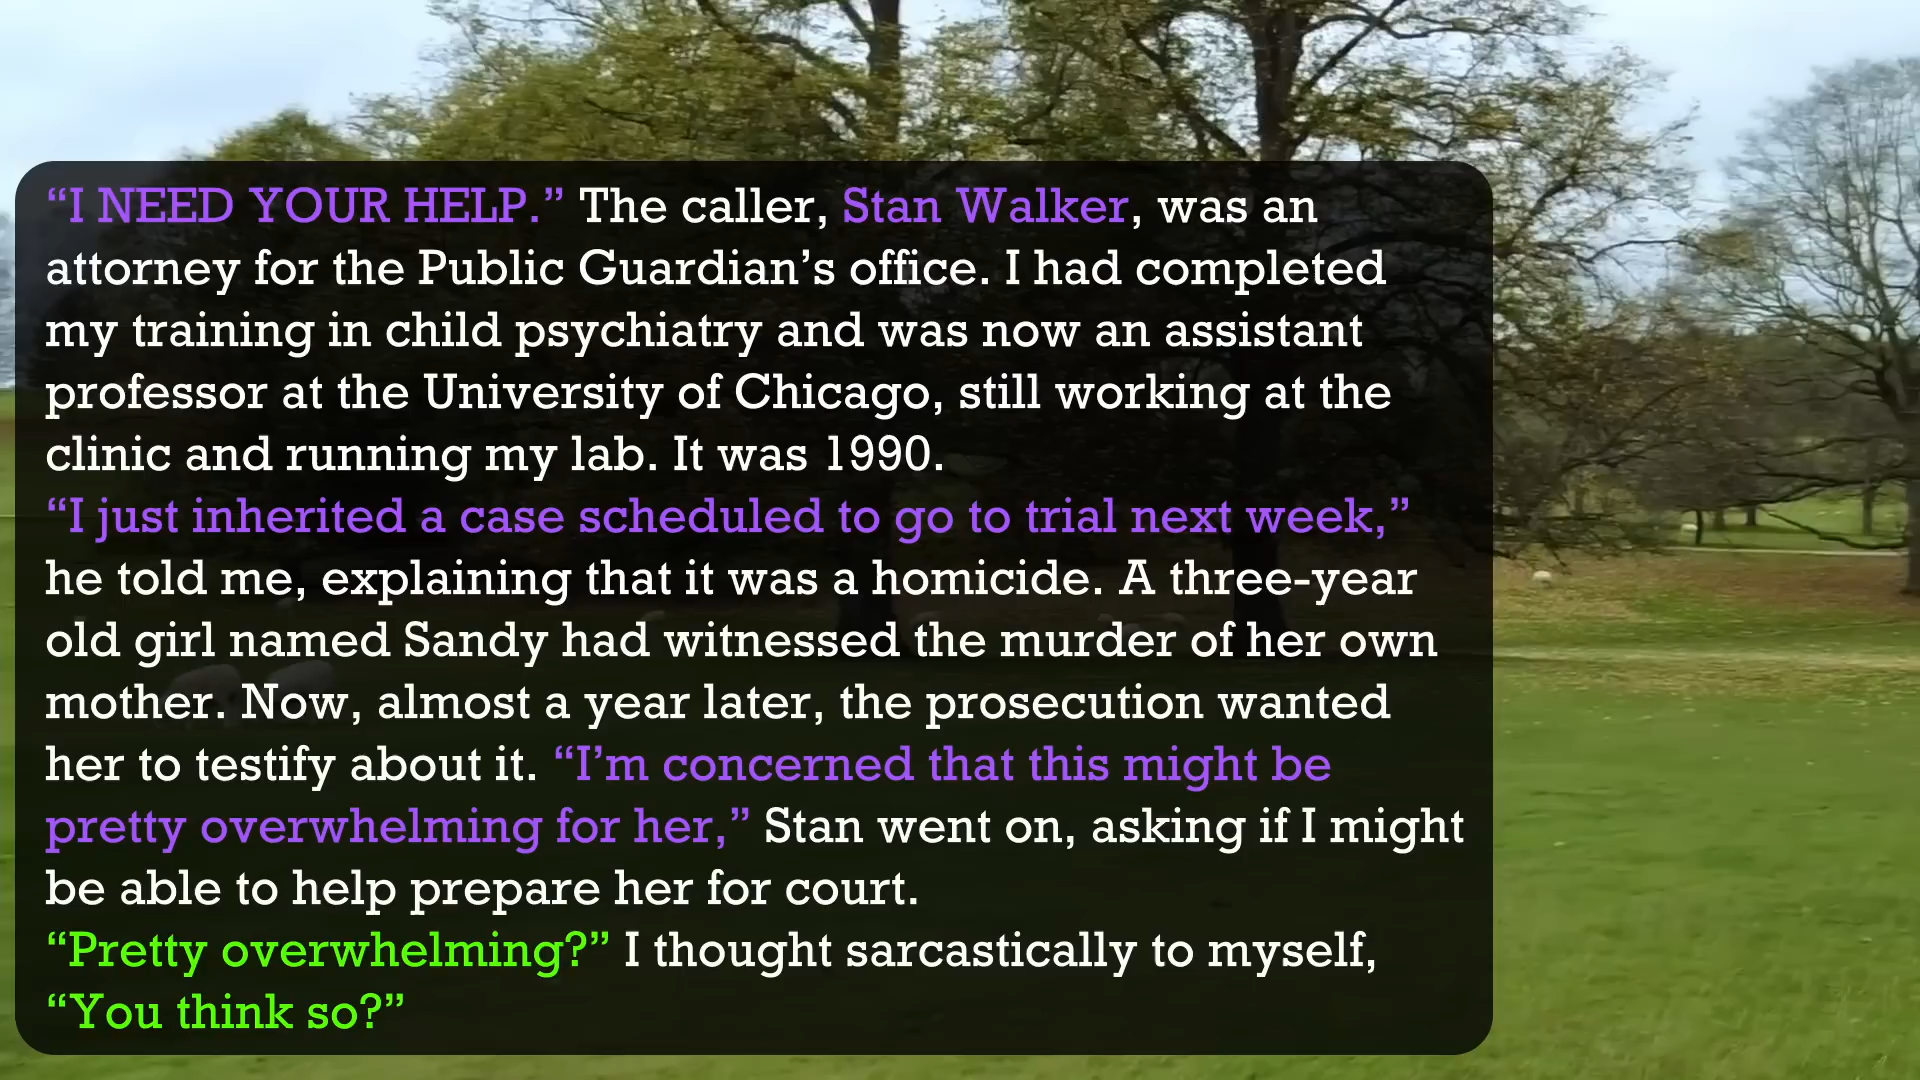 “I NEED YOUR HELP.” The caller, Stan Walker, was an
attorney for the Public Guardian’s office. I had completed
my training in child psychiatry and was now an assistant
professor at the University of Chicago, still working at the
clinic and running my lab. It was 1990.
“I just inherited a case scheduled to go to trial next week,”
he told me, explaining that it was a homicide. A three-year
old girl named Sandy had witnessed the murder of her own
mother. Now, almost a year later, the prosecution wanted
her to testify about it. “I’m concerned that this might be
pretty overwhelming for her,” Stan went on, asking if I might
be able to help prepare her for court.
“Pretty overwhelming?” I thought sarcastically to myself,
“You think so?”